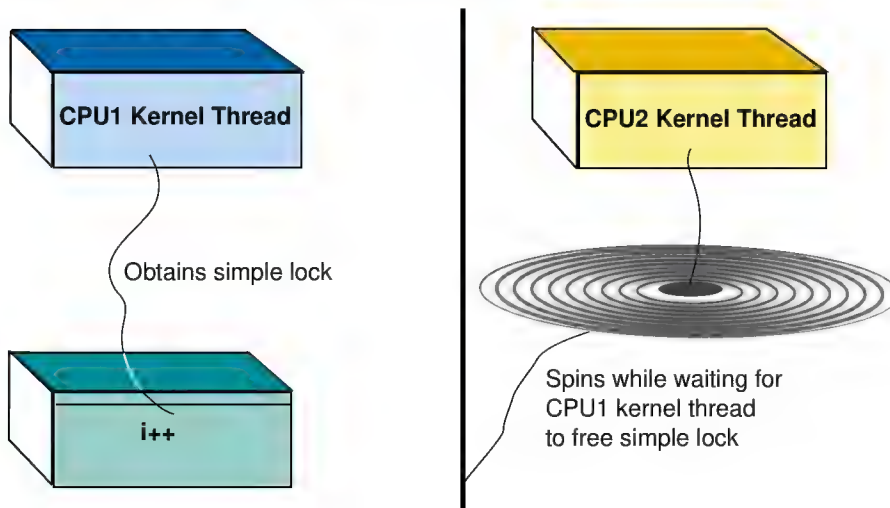 CPU1 Kernel Thread
Obtains simple lock
i++
CPU2 Kernel Thread
Spins while waiting for
CPU1 kernel thread
to free simple lock